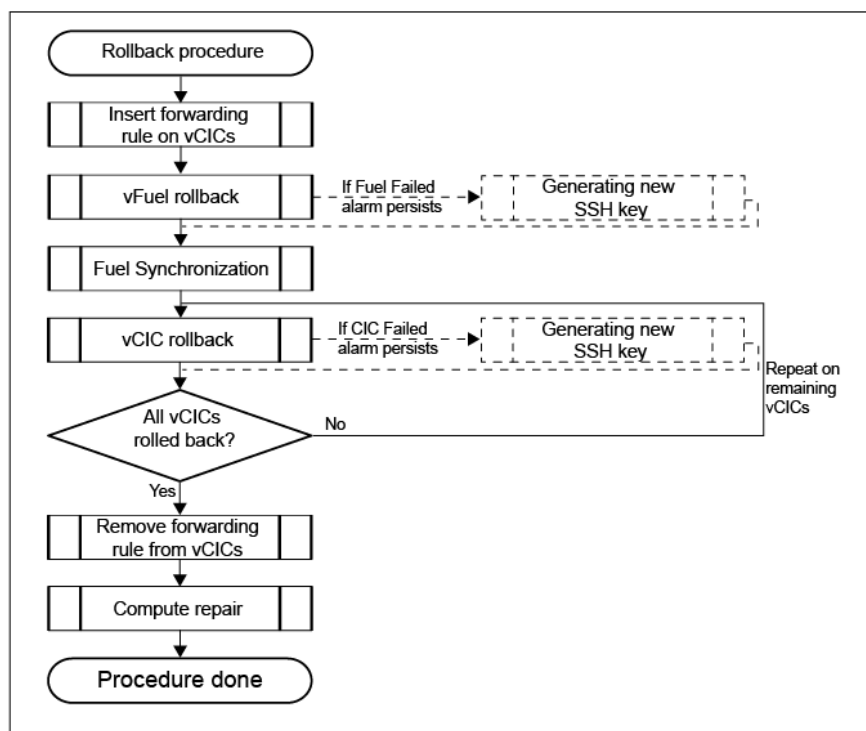 Rollback procedure
Insert forwarding
rule on vCICs
vFuel rollback
If Fuel Failed
alarm persists
Generating new
SSH key
Fuel Synchronization
vCIC rollback
If CIC Failed
alarm persists
Generating new
SSH key
Repeat on
remaining
vCICs
All vCICs
rolled back?
No
Yes
Remove forwarding
rule from vCICs
Compute repair
Procedure done